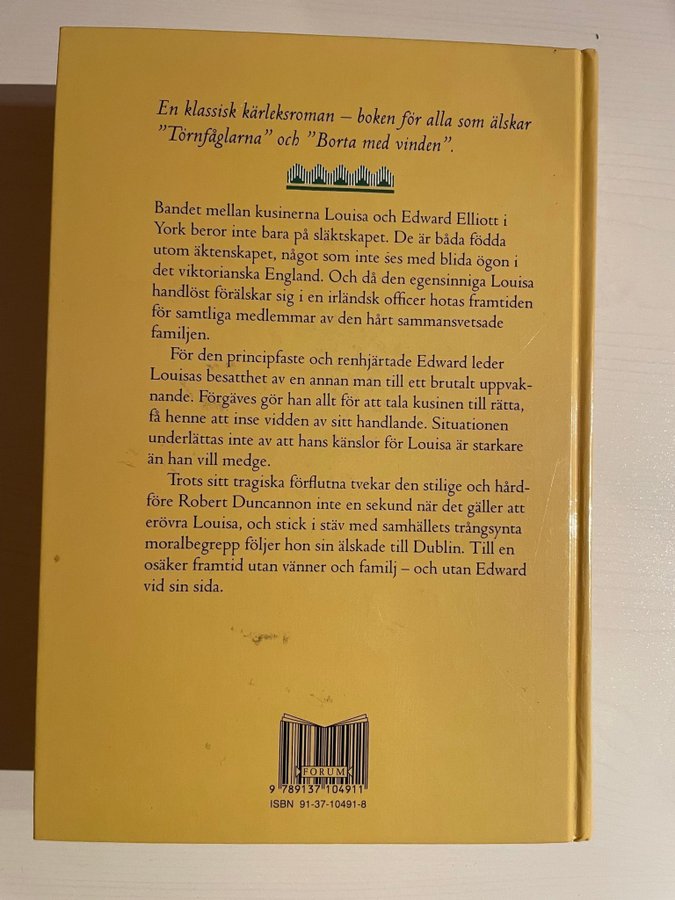 En klassisk kärleksroman – boken för alla som älskar
"Törnfåglarna" och "Borta med vinden".
Bandet mellan kusinerna Louisa och Edward Elliott i
York beror inte bara på släktskapet. De är båda födda
utom äktenskapet, något som inte ses med blida ögon i
det viktorianska England. Och då den egensinniga Louisa
handlöst förälskar sig i en irländsk officer hotas framtiden
för samtliga medlemmar av den hårt sammansvetsade
familjen.
För den principfaste och renhjärtade Edward leder
Louisas besatthet av en annan man till ett brutalt uppvak-
nande. Förgäves gör han allt för att tala kusinen till rätta,
få henne att inse vidden av sitt handlande. Situationen
underlättas inte av att hans känslor för Louisa är starkare
än han vill medge.
Trots sitt tragiska förflutna tvekar den stilige och hård-
före Robert Duncannon inte en sekund när det gäller att
erövra Louisa, och stick i stäv med samhällets trångsynta
moralbegrepp följer hon sin älskade till Dublin. Till en
osäker framtid utan vänner och familj – och utan Edward
vid sin sida.
FORUM
9 789137 104911
ISBN 91-37-10491-8